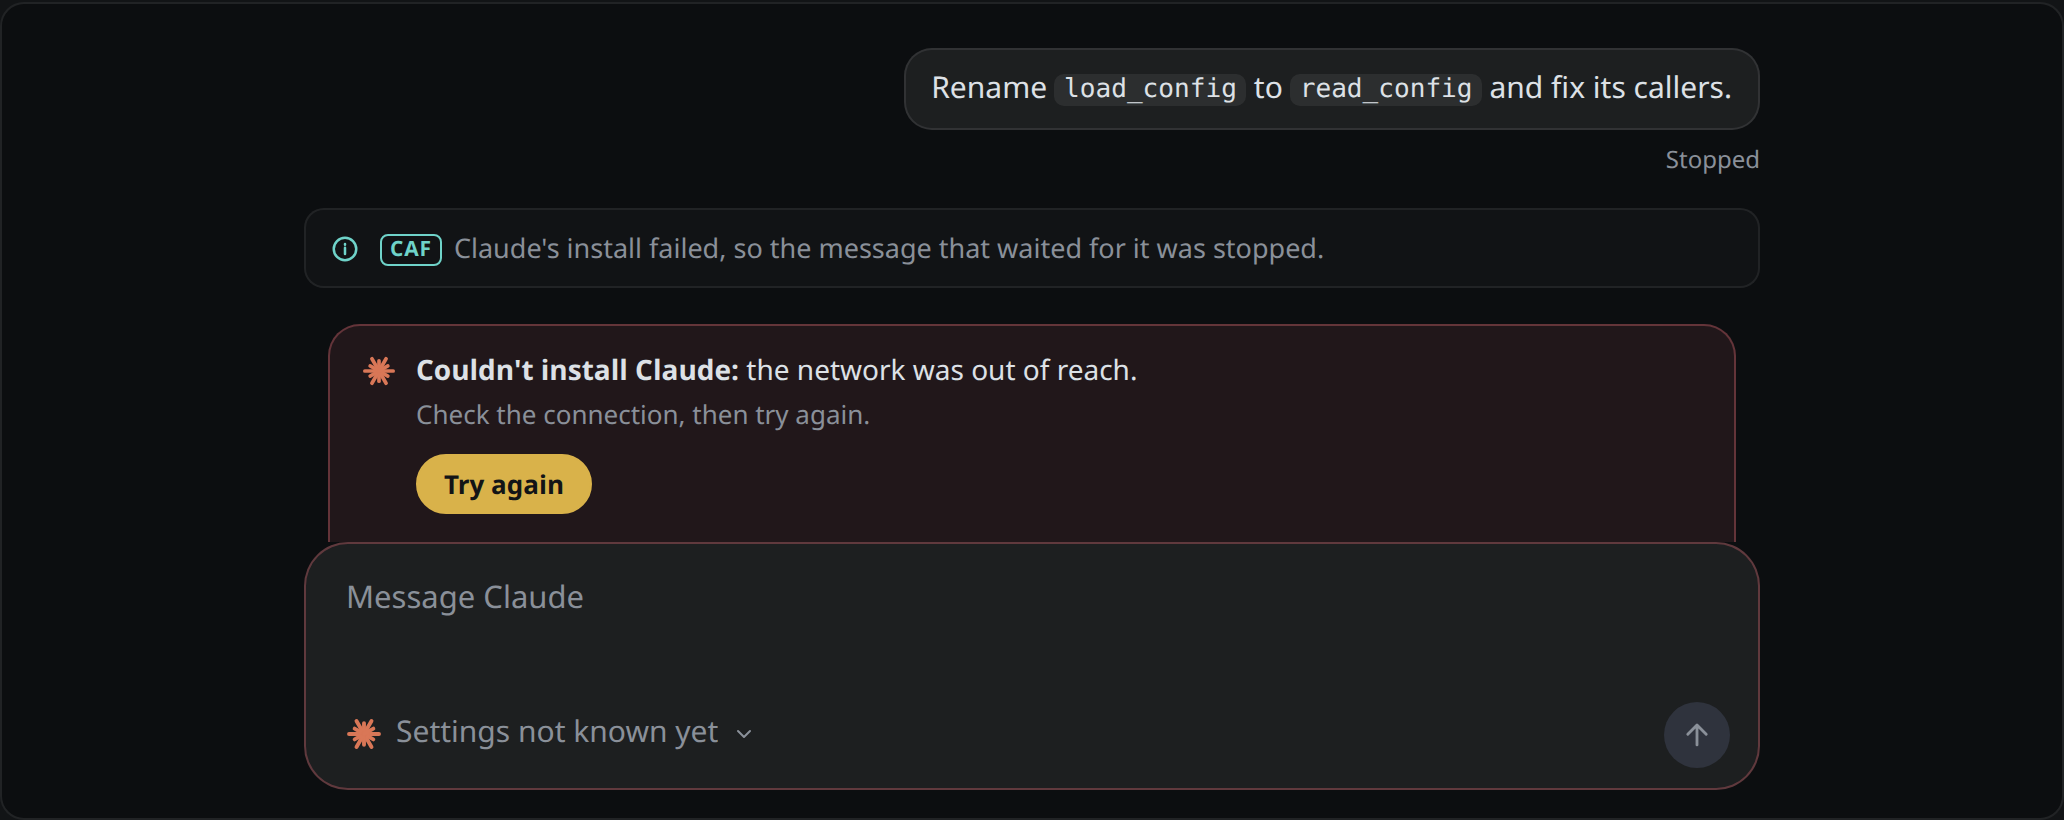 Rename load_config to read_config and fix its callers.
Stopped
CAF Claude's install failed, so the message that waited for it was stopped.
Couldn't install Claude: the network was out of reach.
Check the connection, then try again.
Try again
Message Claude
Settings not known yet